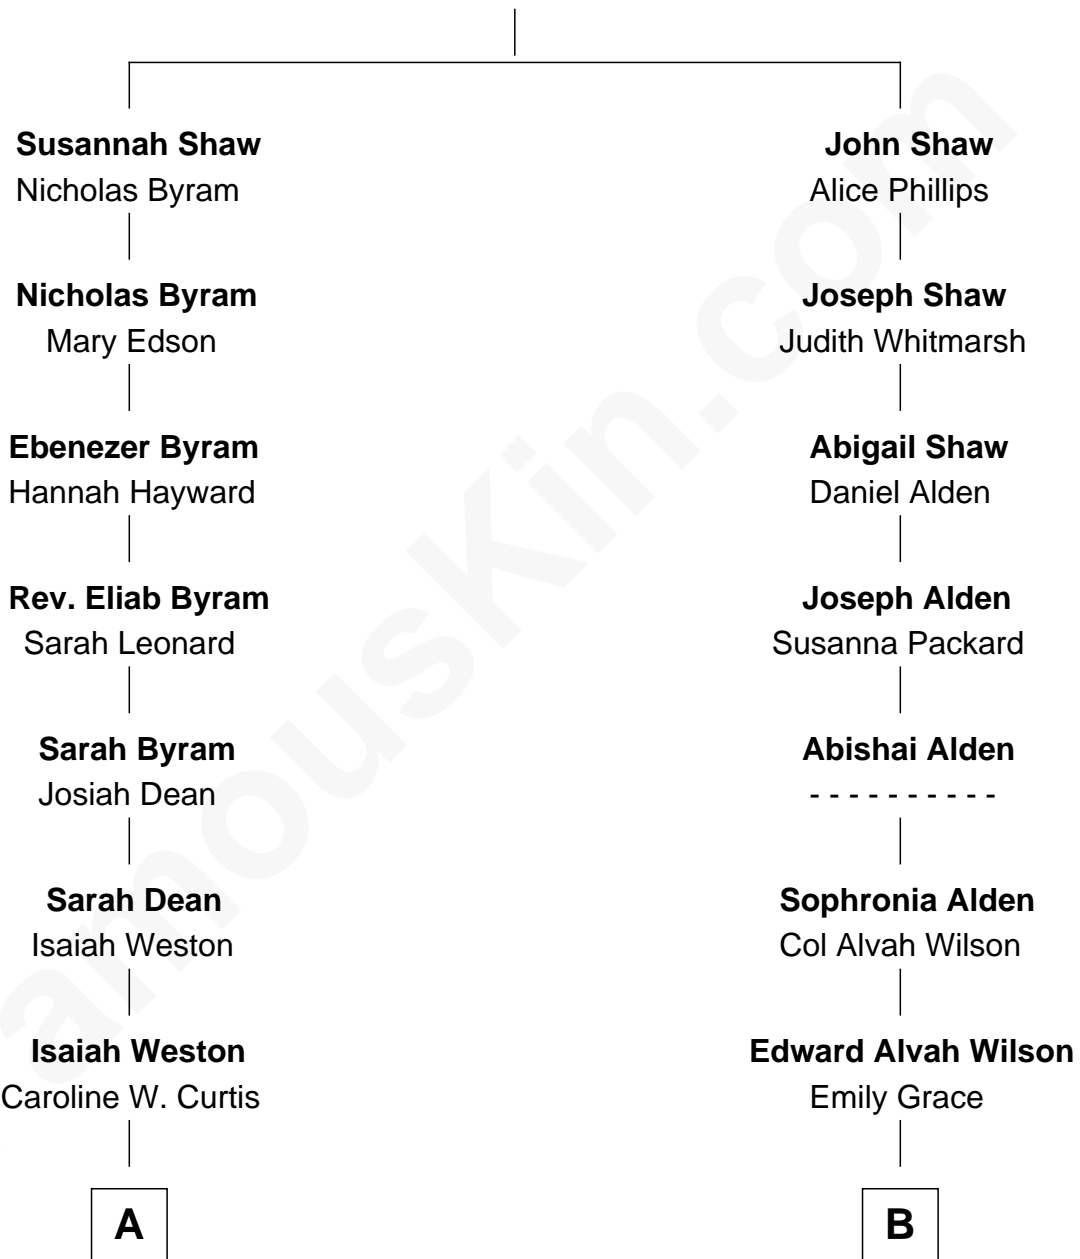 Susannah Shaw
Nicholas Byram
Nicholas Byram
Mary Edson
Ebenezer Byram
Hannah Hayward
Rev. Eliab Byram
Sarah Leonard
Sarah Byram
Josiah Dean
Sarah Dean
Isaiah Weston
Isaiah Weston
Caroline W. Curtis
A
John Shaw
Alice Phillips
Joseph Shaw
Judith Whitmarsh
Abigail Shaw
Daniel Alden
Joseph Alden
Susanna Packard
Abishai Alden
- - - - - - - - - -
Sophronia Alden
Col Alvah Wilson
Edward Alvah Wilson
Emily Grace
B
amouskin.com